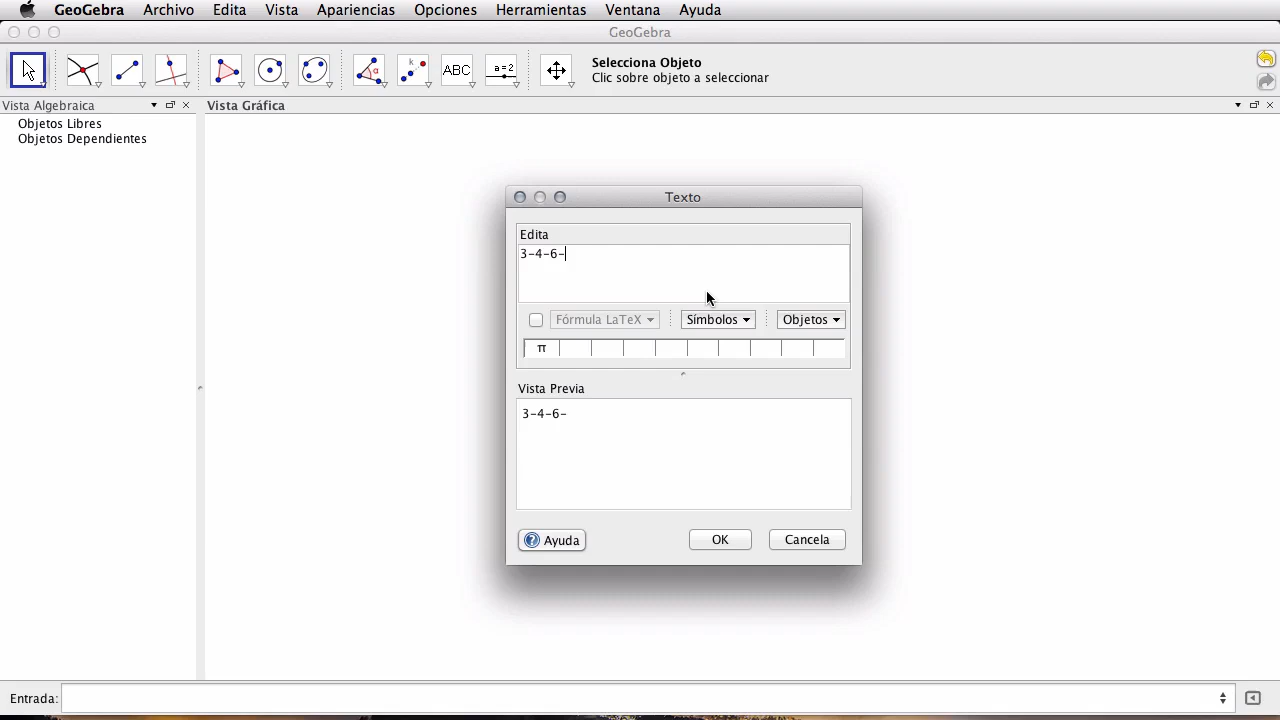 GeoGebra Archivo Edita Vista Apariencias Opciones Herramientas Ventana Ayuda
GeoGebra
k
α
ABC
a=2
Selecciona Objeto
Clic sobre objeto a seleccionar
Vista Algebraica
Vista Gráfica
Objetos Libres
Objetos Dependientes
Texto
Edita
3-4-6-
Fórmula LaTeX
Símbolos
Objetos
π
Vista Previa
3-4-6-
? Ayuda
OK
Cancela
Entrada: